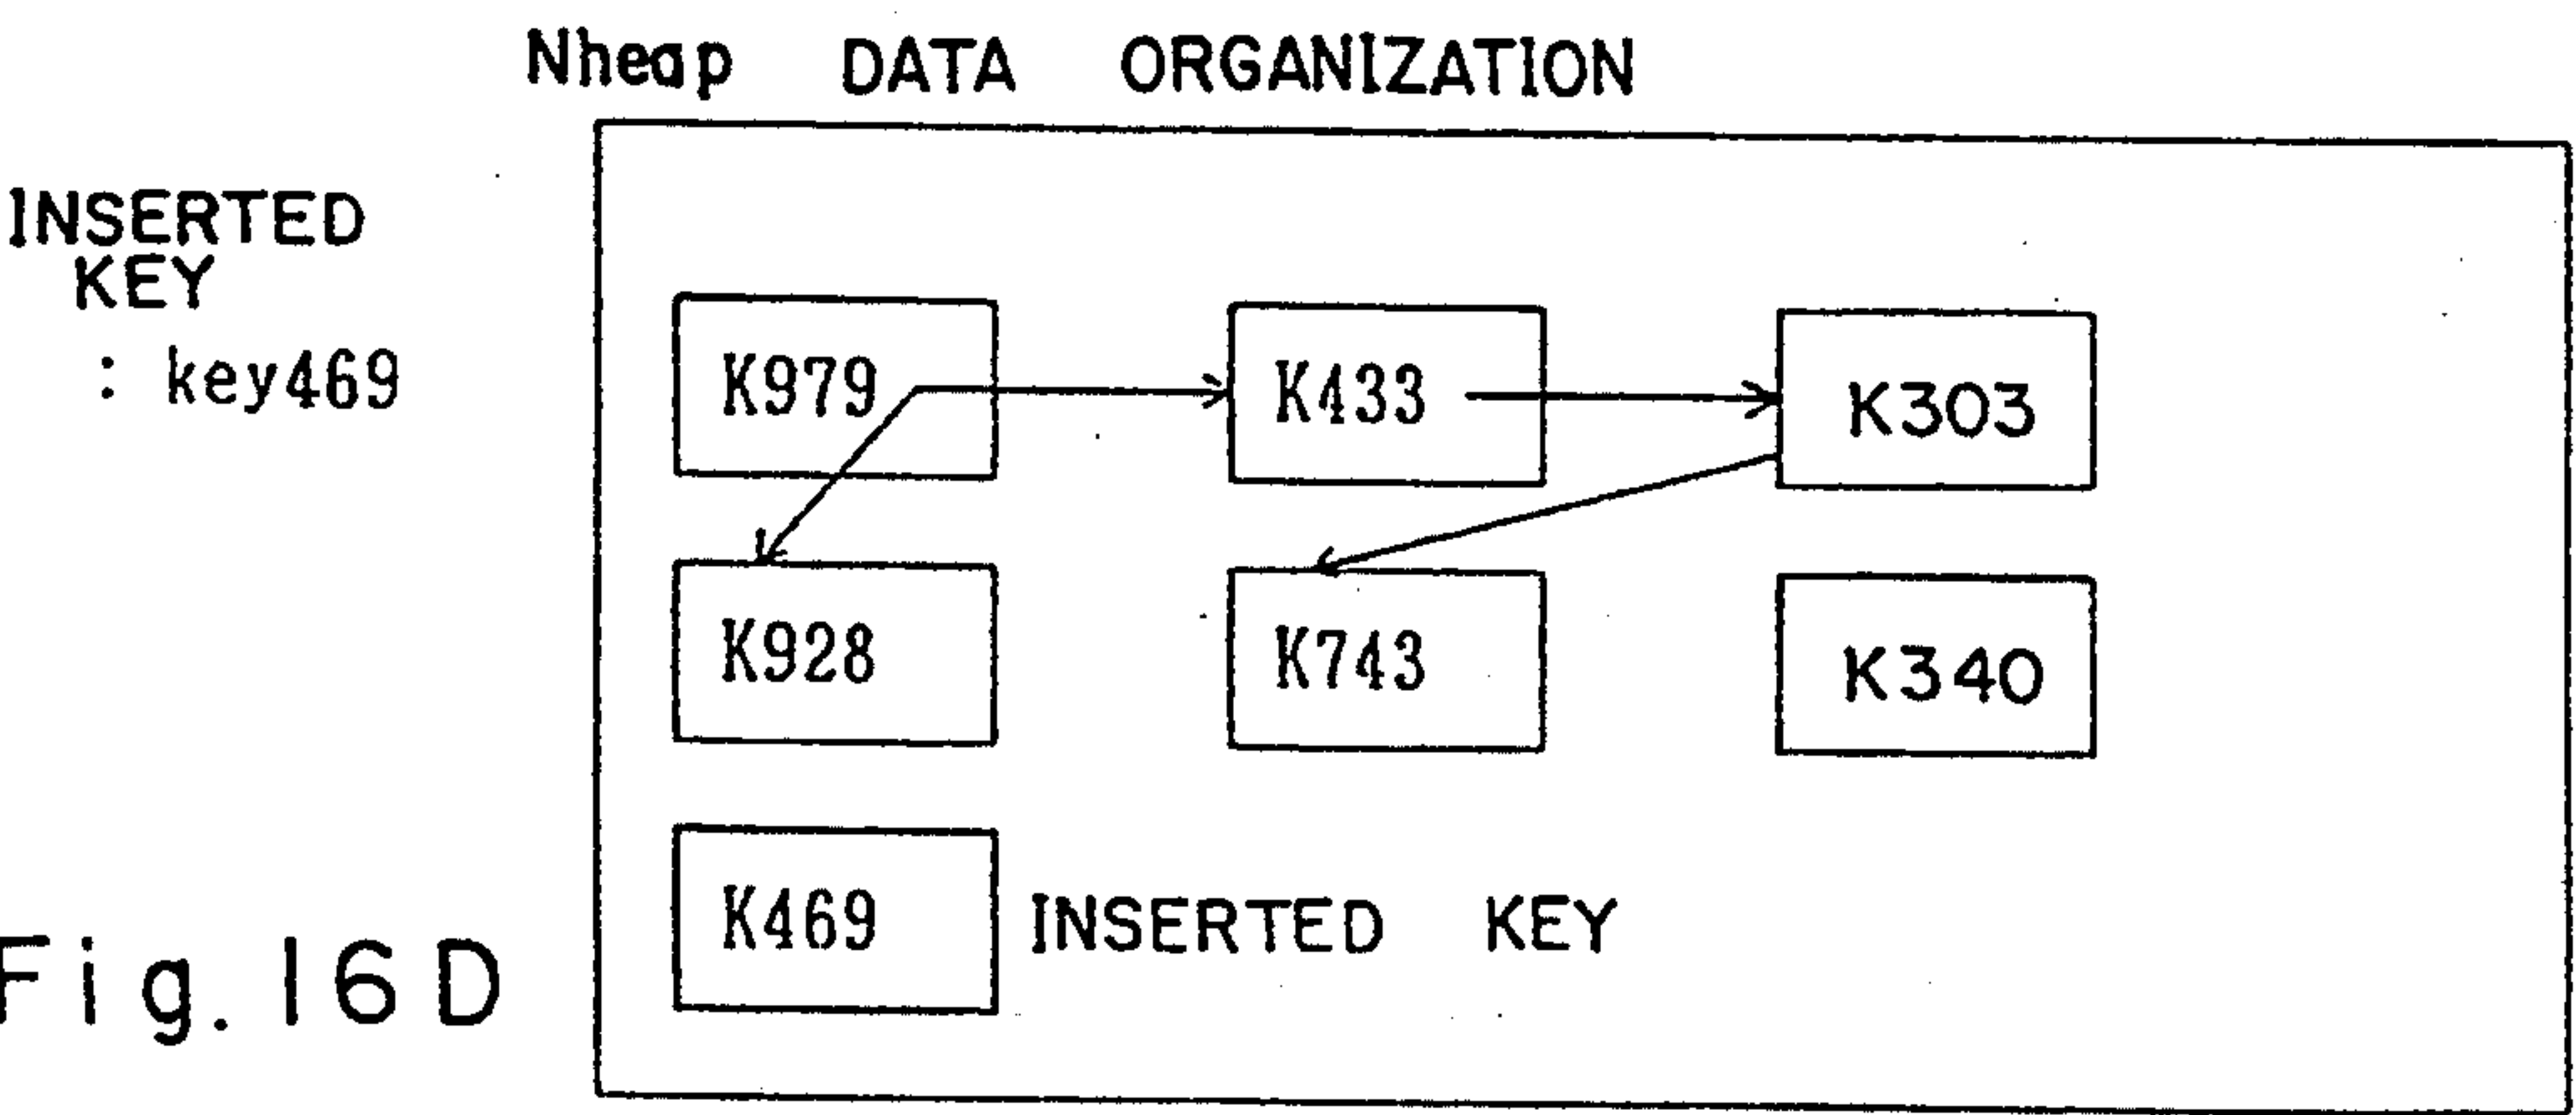 Nheap DATA ORGANIZATION
INSERTED
KEY
: key469
K979 K433 K303
K928 K743 K340
K469 INSERTED KEY
Fig. 16D